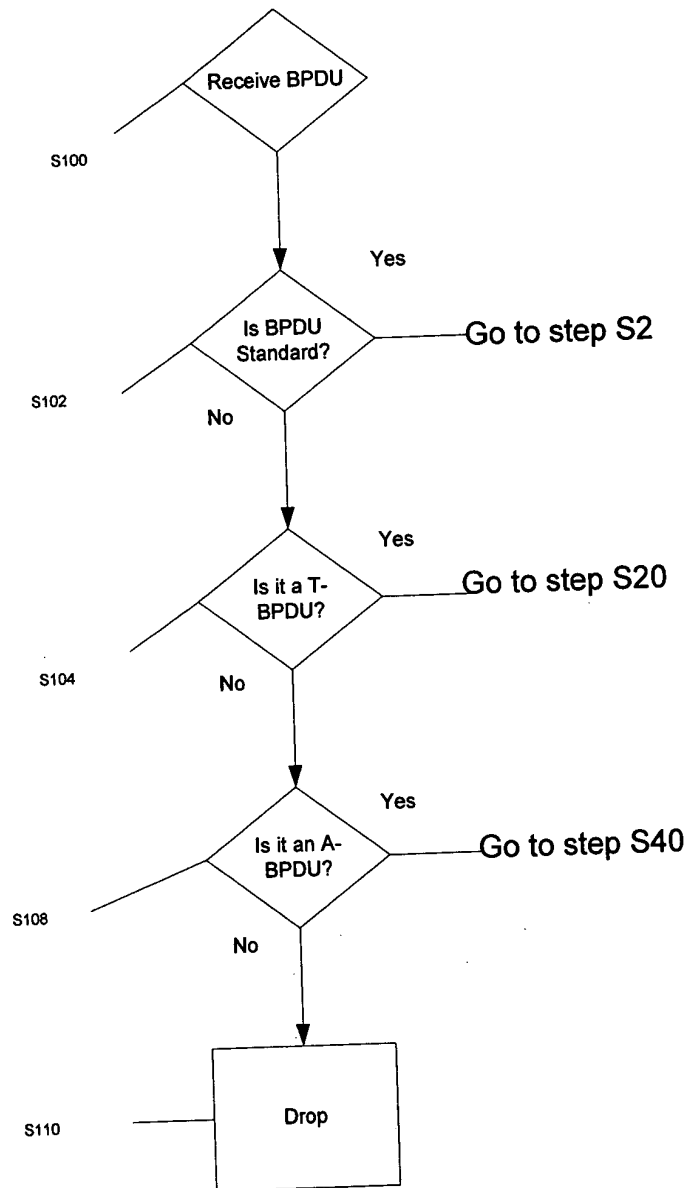 Receive BPDU
S100
Yes
Is BPDU
Standard?
Go to step S2
S102
No
Yes
Is it a T-
BPDU?
Go to step S20
S104
No
Yes
Is it an A-
BPDU?
Go to step S40
S108
No
Drop
S110